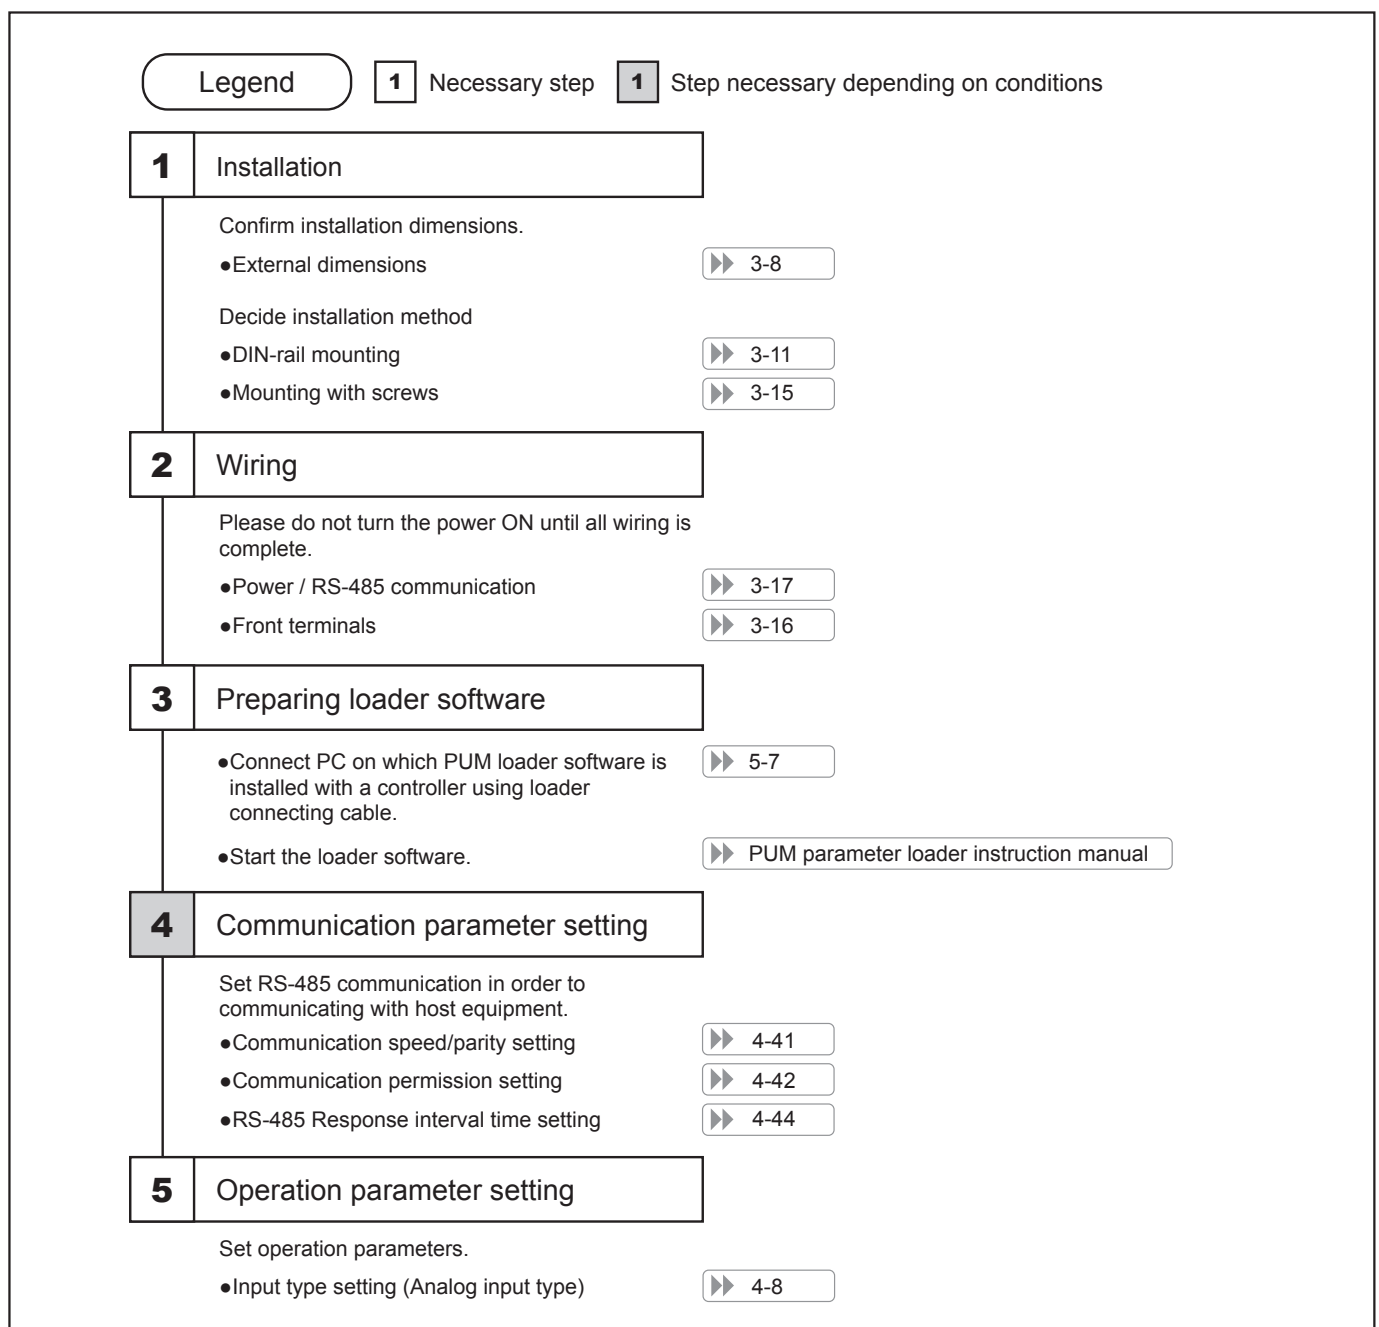 Legend 1 Necessary step 1 Step necessary depending on conditions
1 Installation
Confirm installation dimensions.
●External dimensions 3-8
Decide installation method
●DIN-rail mounting 3-11
●Mounting with screws 3-15
2 Wiring
Please do not turn the power ON until all wiring is
complete.
●Power / RS-485 communication 3-17
●Front terminals 3-16
3 Preparing loader software
●Connect PC on which PUM loader software is 5-7
installed with a controller using loader
connecting cable.
●Start the loader software. PUM parameter loader instruction manual
4 Communication parameter setting
Set RS-485 communication in order to
communicating with host equipment.
●Communication speed/parity setting 4-41
●Communication permission setting 4-42
●RS-485 Response interval time setting 4-44
5 Operation parameter setting
Set operation parameters.
●Input type setting (Analog input type) 4-8